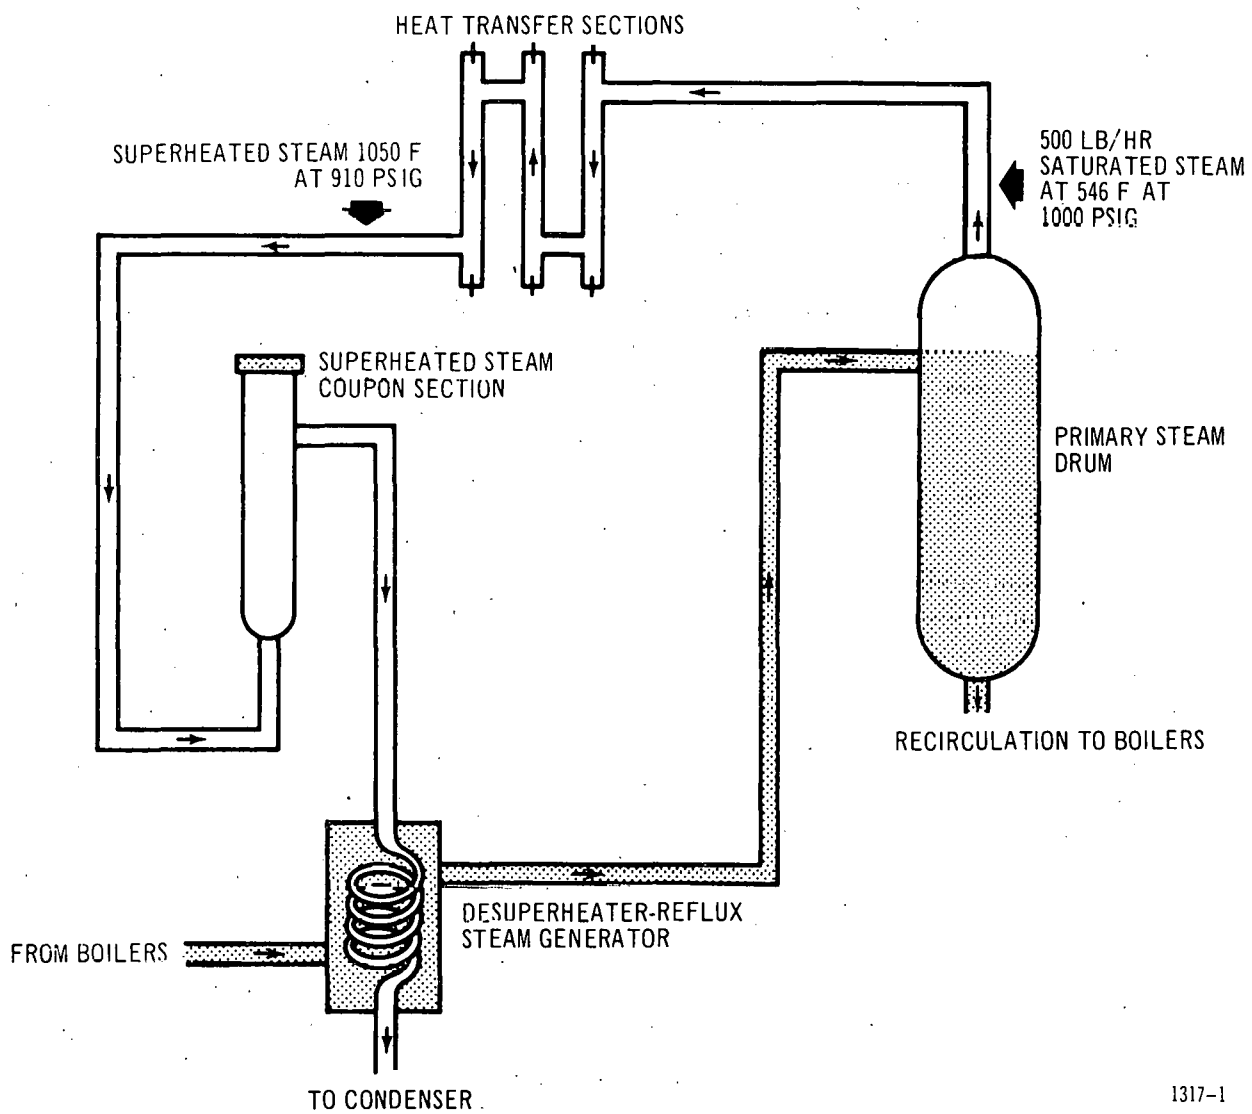 HEAT TRANSFER SECTIONS
SUPERHEATED STEAM 1050 F
AT 910 PSIG
500 LB/HR
SATURATED STEAM
AT 546 F AT
1000 PSIG
SUPERHEATED STEAM
COUPON SECTION
PRIMARY STEAM
DRUM
RECIRCULATION TO BOILERS
DESUPERHEATER-REFLUX
STEAM GENERATOR
FROM BOILERS
TO CONDENSER
1317-1